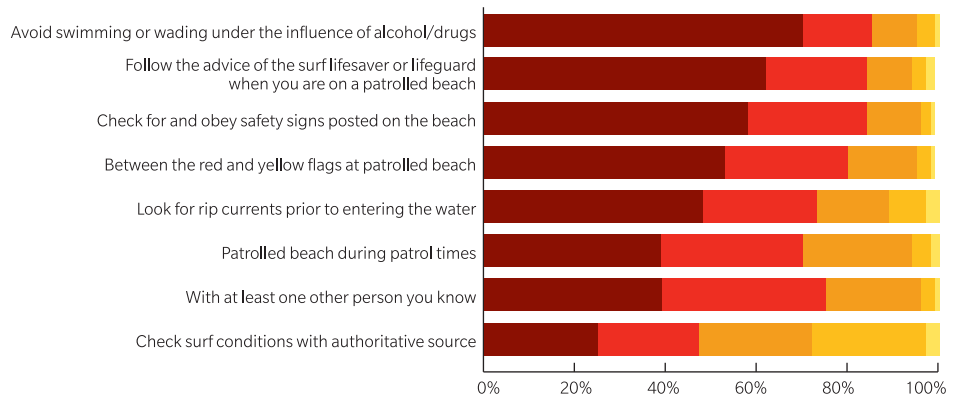 Avoid swimming or wading under the influence of alcohol/drugs
Follow the advice of the surf lifesaver or lifeguard
when you are on a patrolled beach
Check for and obey safety signs posted on the beach
Between the red and yellow flags at patrolled beach
Look for rip currents prior to entering the water
Patrolled beach during patrol times
With at least one other person you know
Check surf conditions with authoritative source
0% 20% 40% 60% 80% 100%